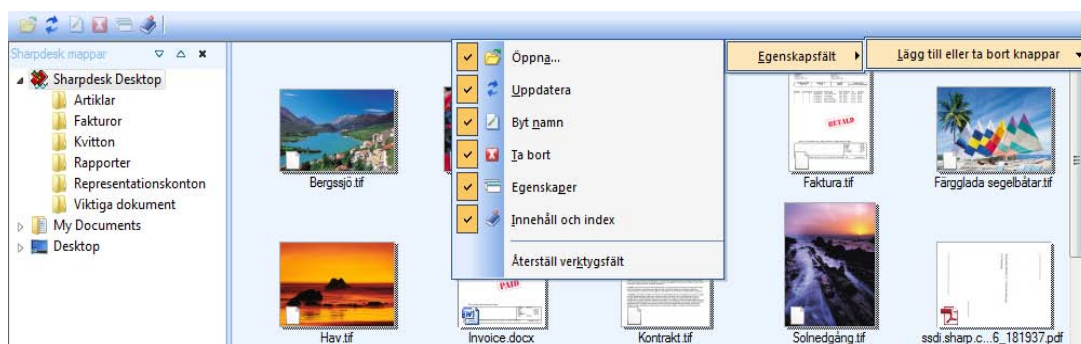 Sharpdesk mappar
Sharpdesk Desktop
Artiklar
Fakturor
Kvitton
Rapporter
Representationskonton
Viktiga dokument
My Documents
Desktop
Öppna...
Uppdatera
Byt namn
Ta bort
Egenskaper
Innehåll och index
Återställ verktygsfält
Egenskapsfält
Lägg till eller ta bort knappar
Bergssjö.tif
BETALD
Faktura.tif
Färgglada segelbåtar.tif
Hav.tif
PAID
Invoice.docx
Kontrakt.tif
Solnedgång.tif
ssdi.sharp.c...6_181937.pdf